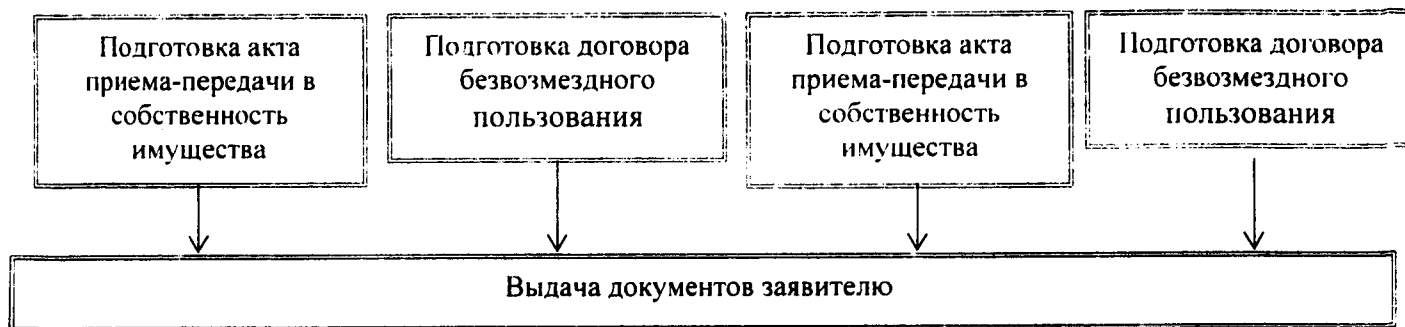 Подготовка акта
приема-передачи в
собственность
имущества
Подготовка договора
безвозмездного
пользования
Подготовка акта
приема-передачи в
собственность
имущества
Подготовка договора
безвозмездного
пользования
Выдача документов заявителю